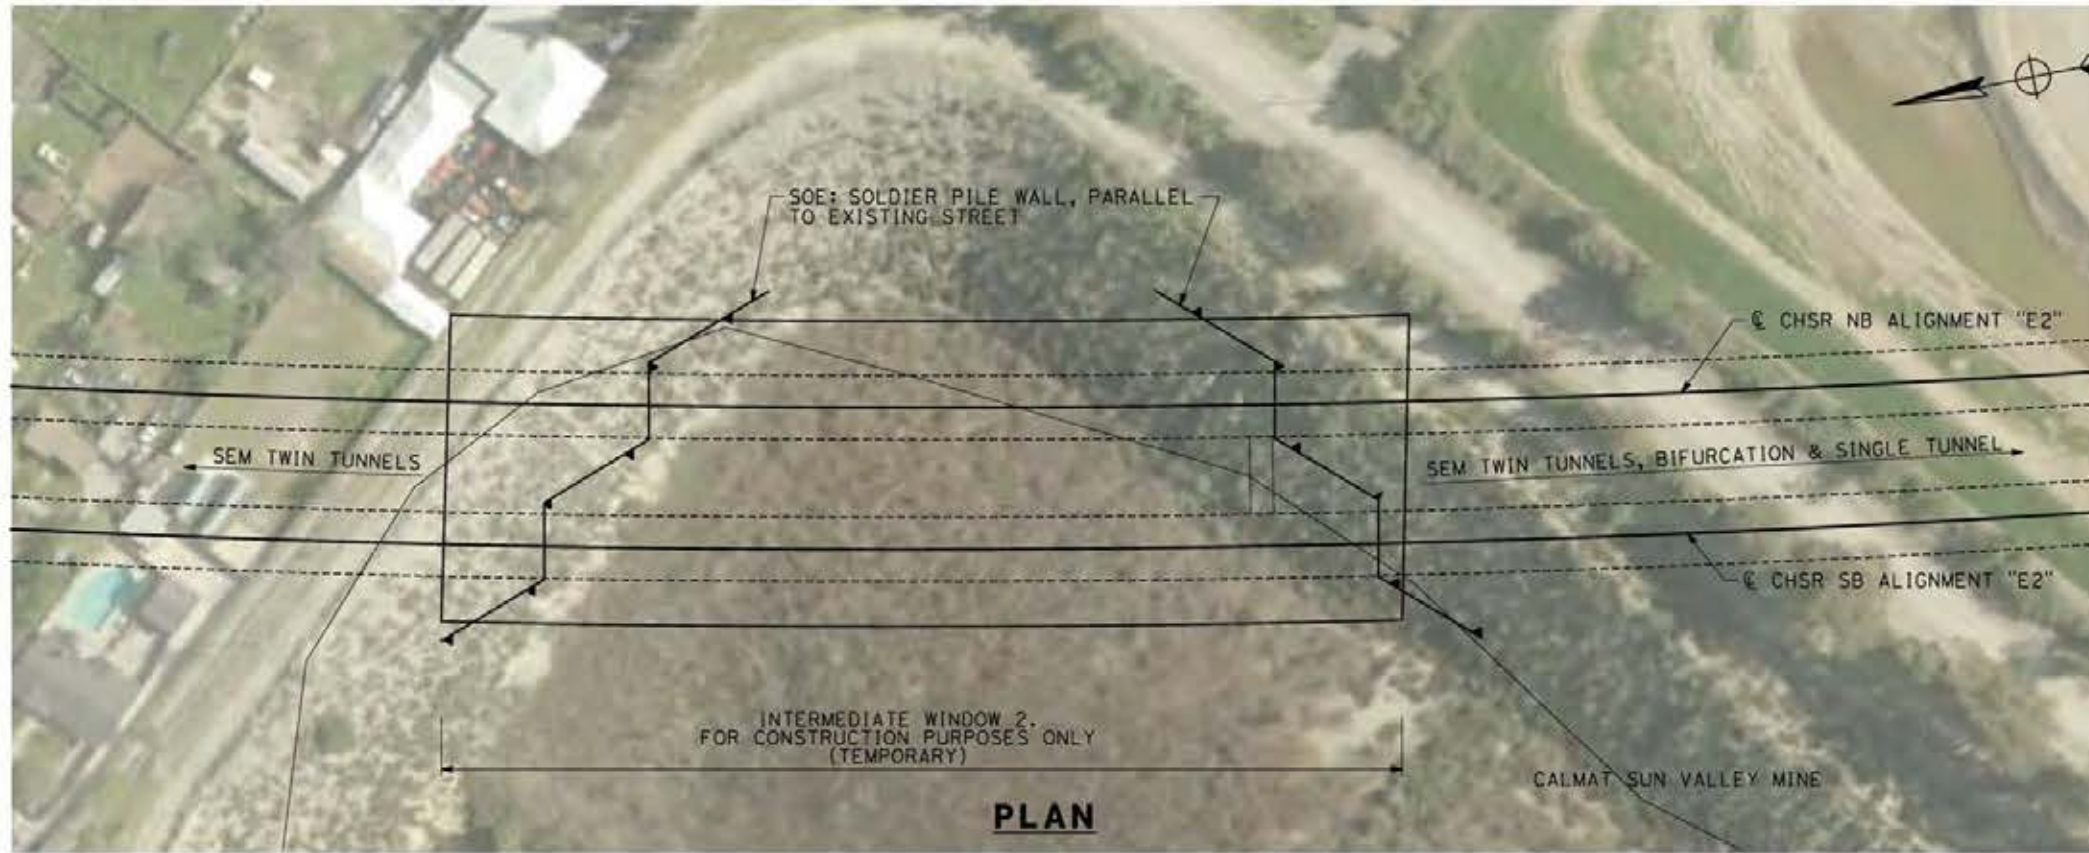 SOE: SOLDIER PILE WALL, PARALLEL
TO EXISTING STREET
℄ CHSR NB ALIGNMENT "E2"
SEM TWIN TUNNELS
SEM TWIN TUNNELS, BIFURCATION & SINGLE TUNNEL
℄ CHSR SB ALIGNMENT "E2"
INTERMEDIATE WINDOW 2.
FOR CONSTRUCTION PURPOSES ONLY
(TEMPORARY)
CALMAT SUN VALLEY MINE
PLAN